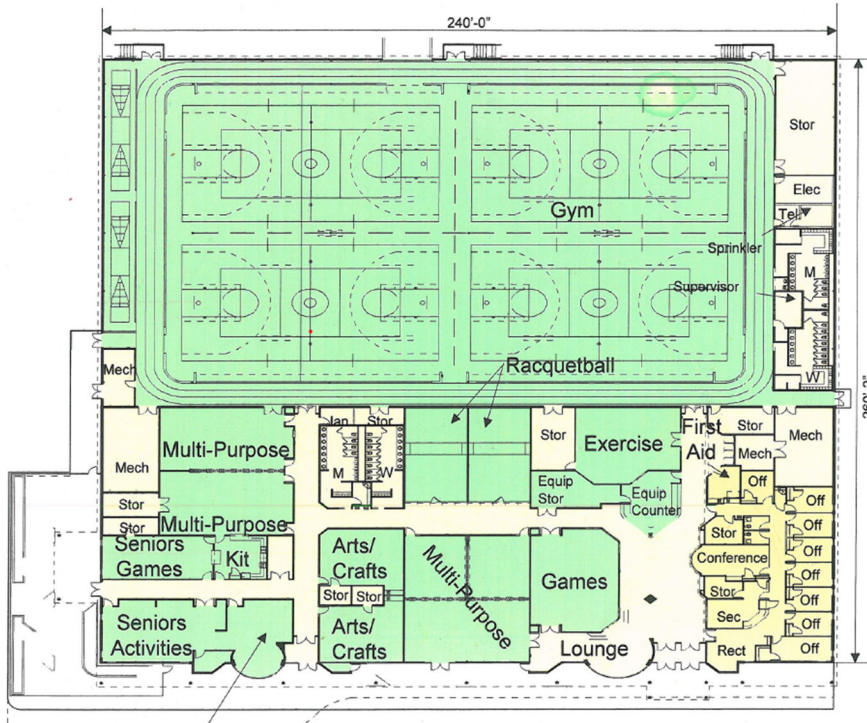 240'-0"
Stor
Elec
Gym
Tel
Sprinkler
M
Supervisor
260'-2"
Mech
Racquetball
W
Jan
Stor
Multi-Purpose
Stor
Exercise
First
Aid
Stor
Mech
Mech
Mech
M
W
Equip
Stor
Equip
Counter
Off
Off
Stor
Stor
Multi-Purpose
Off
Stor
Seniors
Games
Kit
Arts/
Crafts
Multi-Purpose
Games
Conference
Off
Off
Stor
Stor
Stor
Off
Seniors
Activities
Arts/
Crafts
Sec
Off
Off
Lounge
Rect
Off